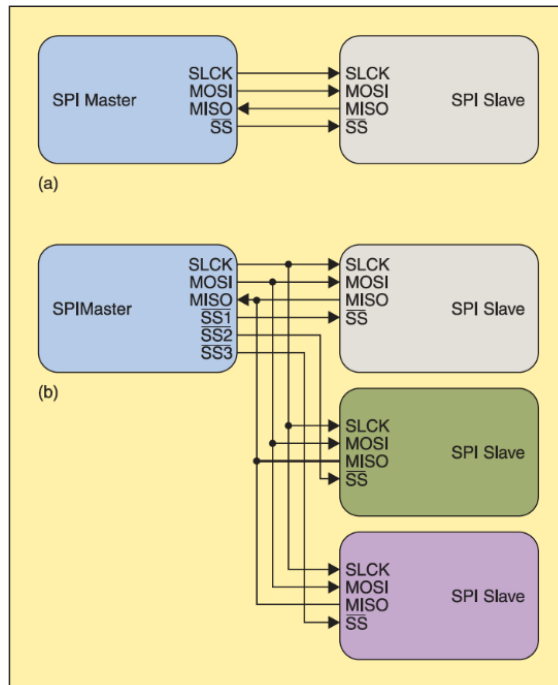 SPI Master
SLCK
MOSI
MISO
SS
SLCK
MOSI
MISO
SS
SPI Slave
(a)
SPIMaster
SLCK
MOSI
MISO
SS1
SS2
SS3
SLCK
MOSI
MISO
SS
SPI Slave
(b)
SLCK
MOSI
MISO
SS
SPI Slave
SLCK
MOSI
MISO
SS
SPI Slave